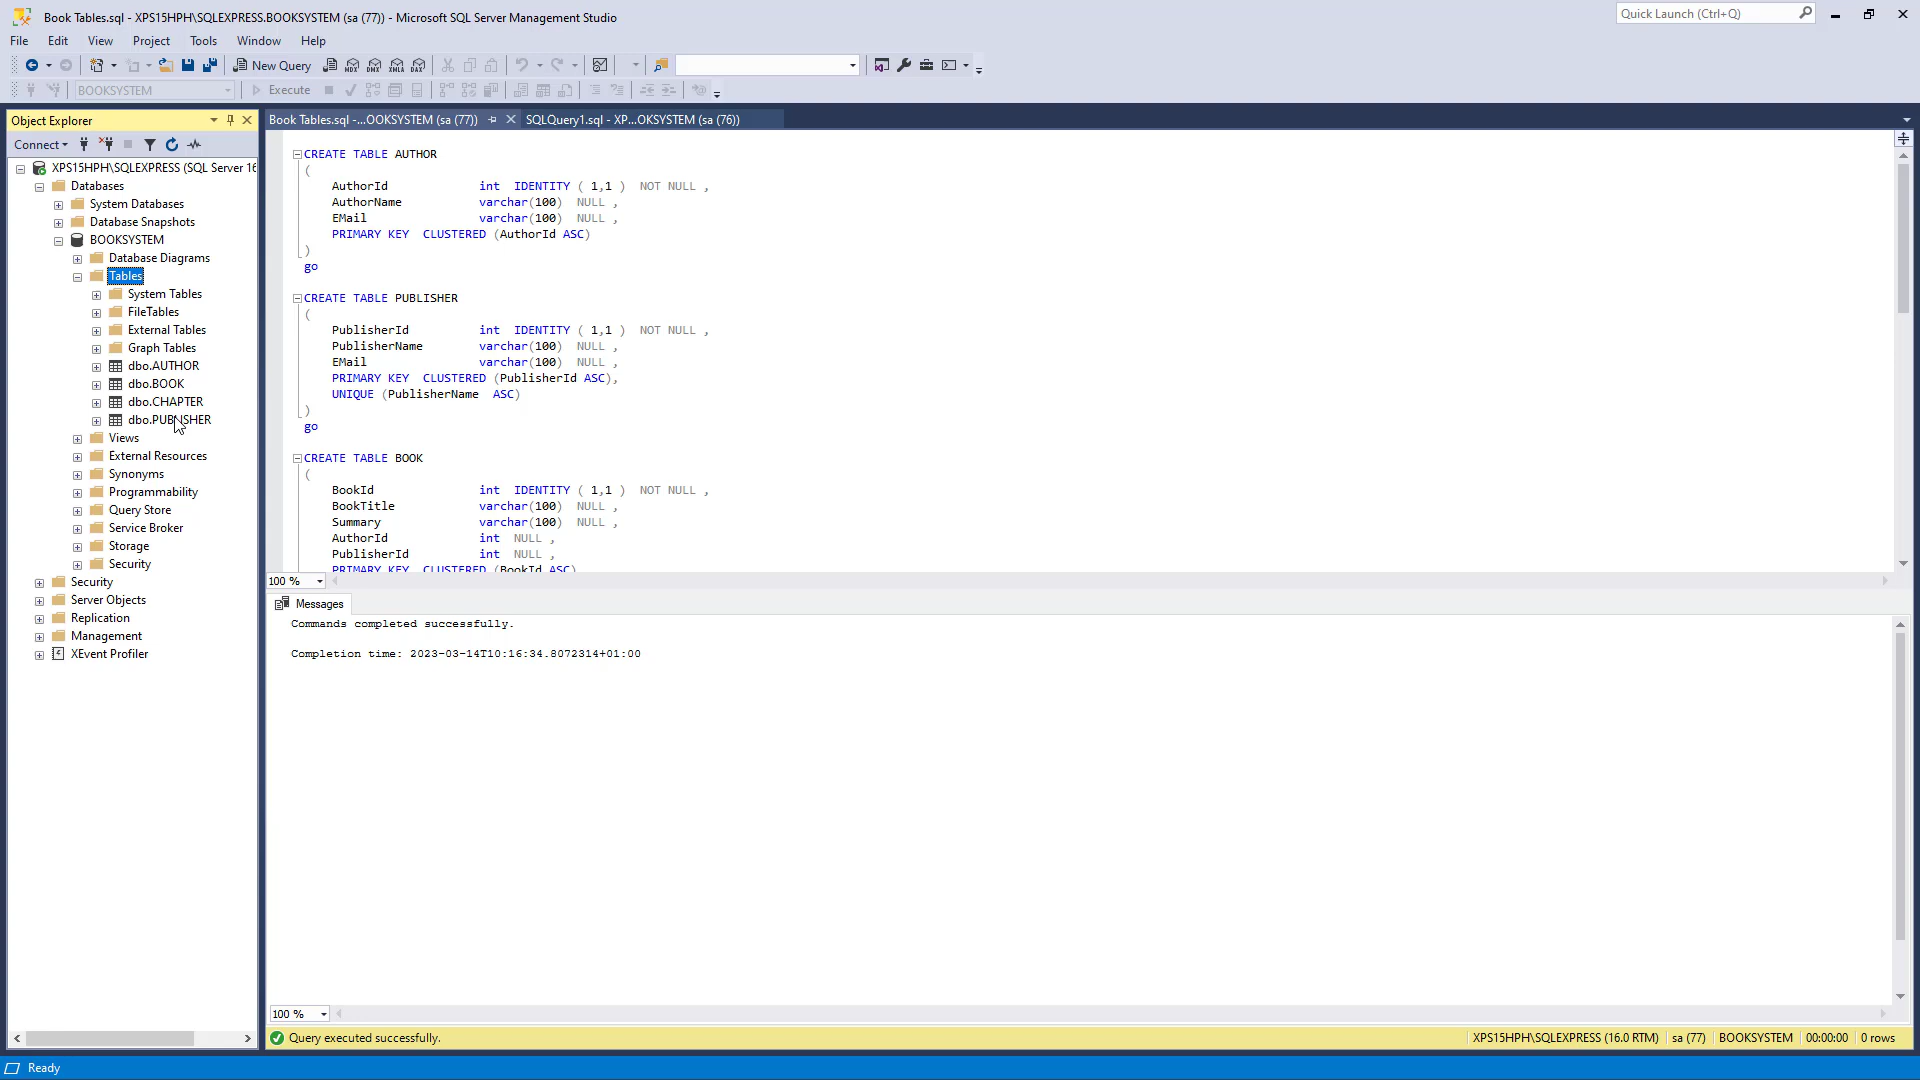 Book Tables.sql - XPS15HPH\SQLEXPRESS.BOOKSYSTEM (sa (77)) - Microsoft SQL Server Management Studio
Quick Launch (Ctrl+Q)
File Edit View Project Tools Window Help
New Query
MDX DMX XMLA DAX
BOOKSYSTEM
Execute
Object Explorer
Book Tables.sql -...OOKSYSTEM (sa (77))
SQLQuery1.sql - XP...OKSYSTEM (sa (76))
Connect
XPS15HPH\SQLEXPRESS (SQL Server 16
Databases
System Databases
Database Snapshots
BOOKSYSTEM
Database Diagrams
Tables
System Tables
FileTables
External Tables
Graph Tables
dbo.AUTHOR
dbo.BOOK
dbo.CHAPTER
dbo.PUBLISHER
Views
External Resources
Synonyms
Programmability
Query Store
Service Broker
Storage
Security
Security
Server Objects
Replication
Management
XEvent Profiler
CREATE TABLE AUTHOR
(
AuthorId int IDENTITY ( 1,1 ) NOT NULL ,
AuthorName varchar(100) NULL ,
EMail varchar(100) NULL ,
PRIMARY KEY CLUSTERED (AuthorId ASC)
)
go
CREATE TABLE PUBLISHER
(
PublisherId int IDENTITY ( 1,1 ) NOT NULL ,
PublisherName varchar(100) NULL ,
EMail varchar(100) NULL ,
PRIMARY KEY CLUSTERED (PublisherId ASC),
UNIQUE (PublisherName ASC)
)
go
CREATE TABLE BOOK
(
BookId int IDENTITY ( 1,1 ) NOT NULL ,
BookTitle varchar(100) NULL ,
Summary varchar(100) NULL ,
AuthorId int NULL ,
PublisherId int NULL ,
PRIMARY KEY CLUSTERED (BookId ASC)
100 %
Messages
Commands completed successfully.
Completion time: 2023-03-14T10:16:34.8072314+01:00
100 %
Query executed successfully.
XPS15HPH\SQLEXPRESS (16.0 RTM) sa (77) BOOKSYSTEM 00:00:00 0 rows
Ready